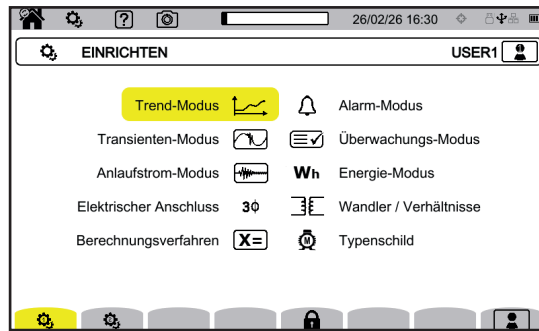 26/02/26 16:30
EINRICHTEN USER1
Trend-Modus Alarm-Modus
Transienten-Modus Überwachungs-Modus
Anlaufstrom-Modus Wh Energie-Modus
Elektrischer Anschluss 3ϕ Wandler / Verhältnisse
Berechnungsverfahren X= M Typenschild